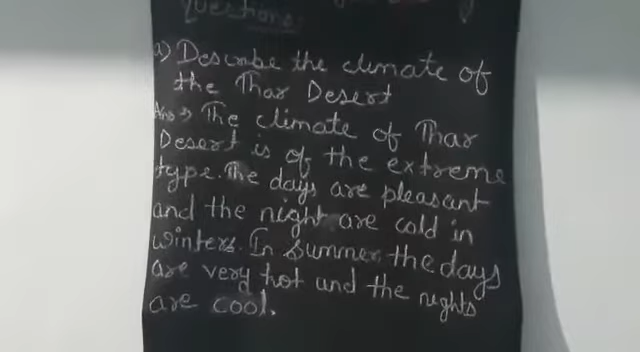 Questions:
a) Describe the climate of
the Thar Desert
Ans → The climate of Thar
Desert is of the extreme
type. The days are pleasant
and the night are cold in
winters. In Summer the days
are very hot and the nights
are cool.